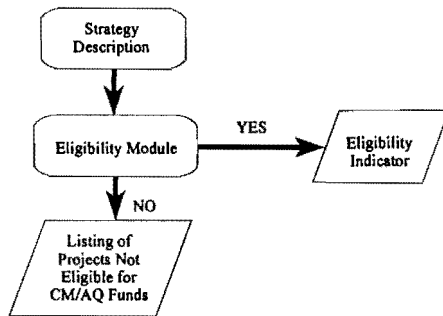 Strategy
Description
YES
Eligibility Module
Eligibility
Indicator
NO
Listing of
Projects Not
Eligible for
CM/AQ Funds